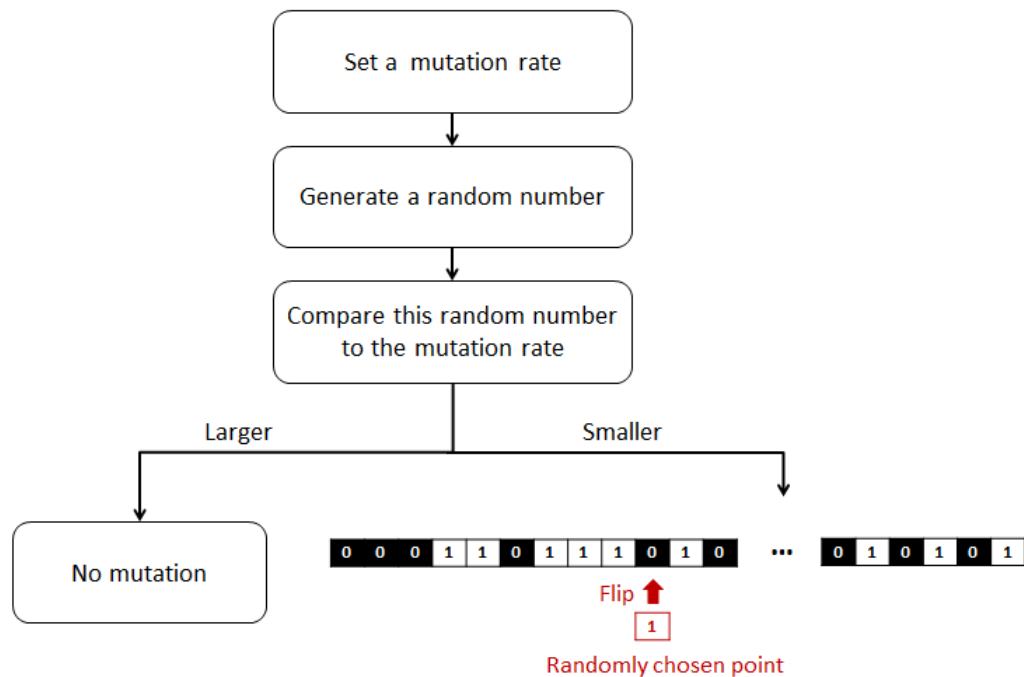 Set a mutation rate
Generate a random number
Compare this random number
to the mutation rate
Larger
Smaller
No mutation
0 0 0 1 1 0 1 1 1 0 1 0 ... 0 1 0 1 0 1
Flip
1
Randomly chosen point